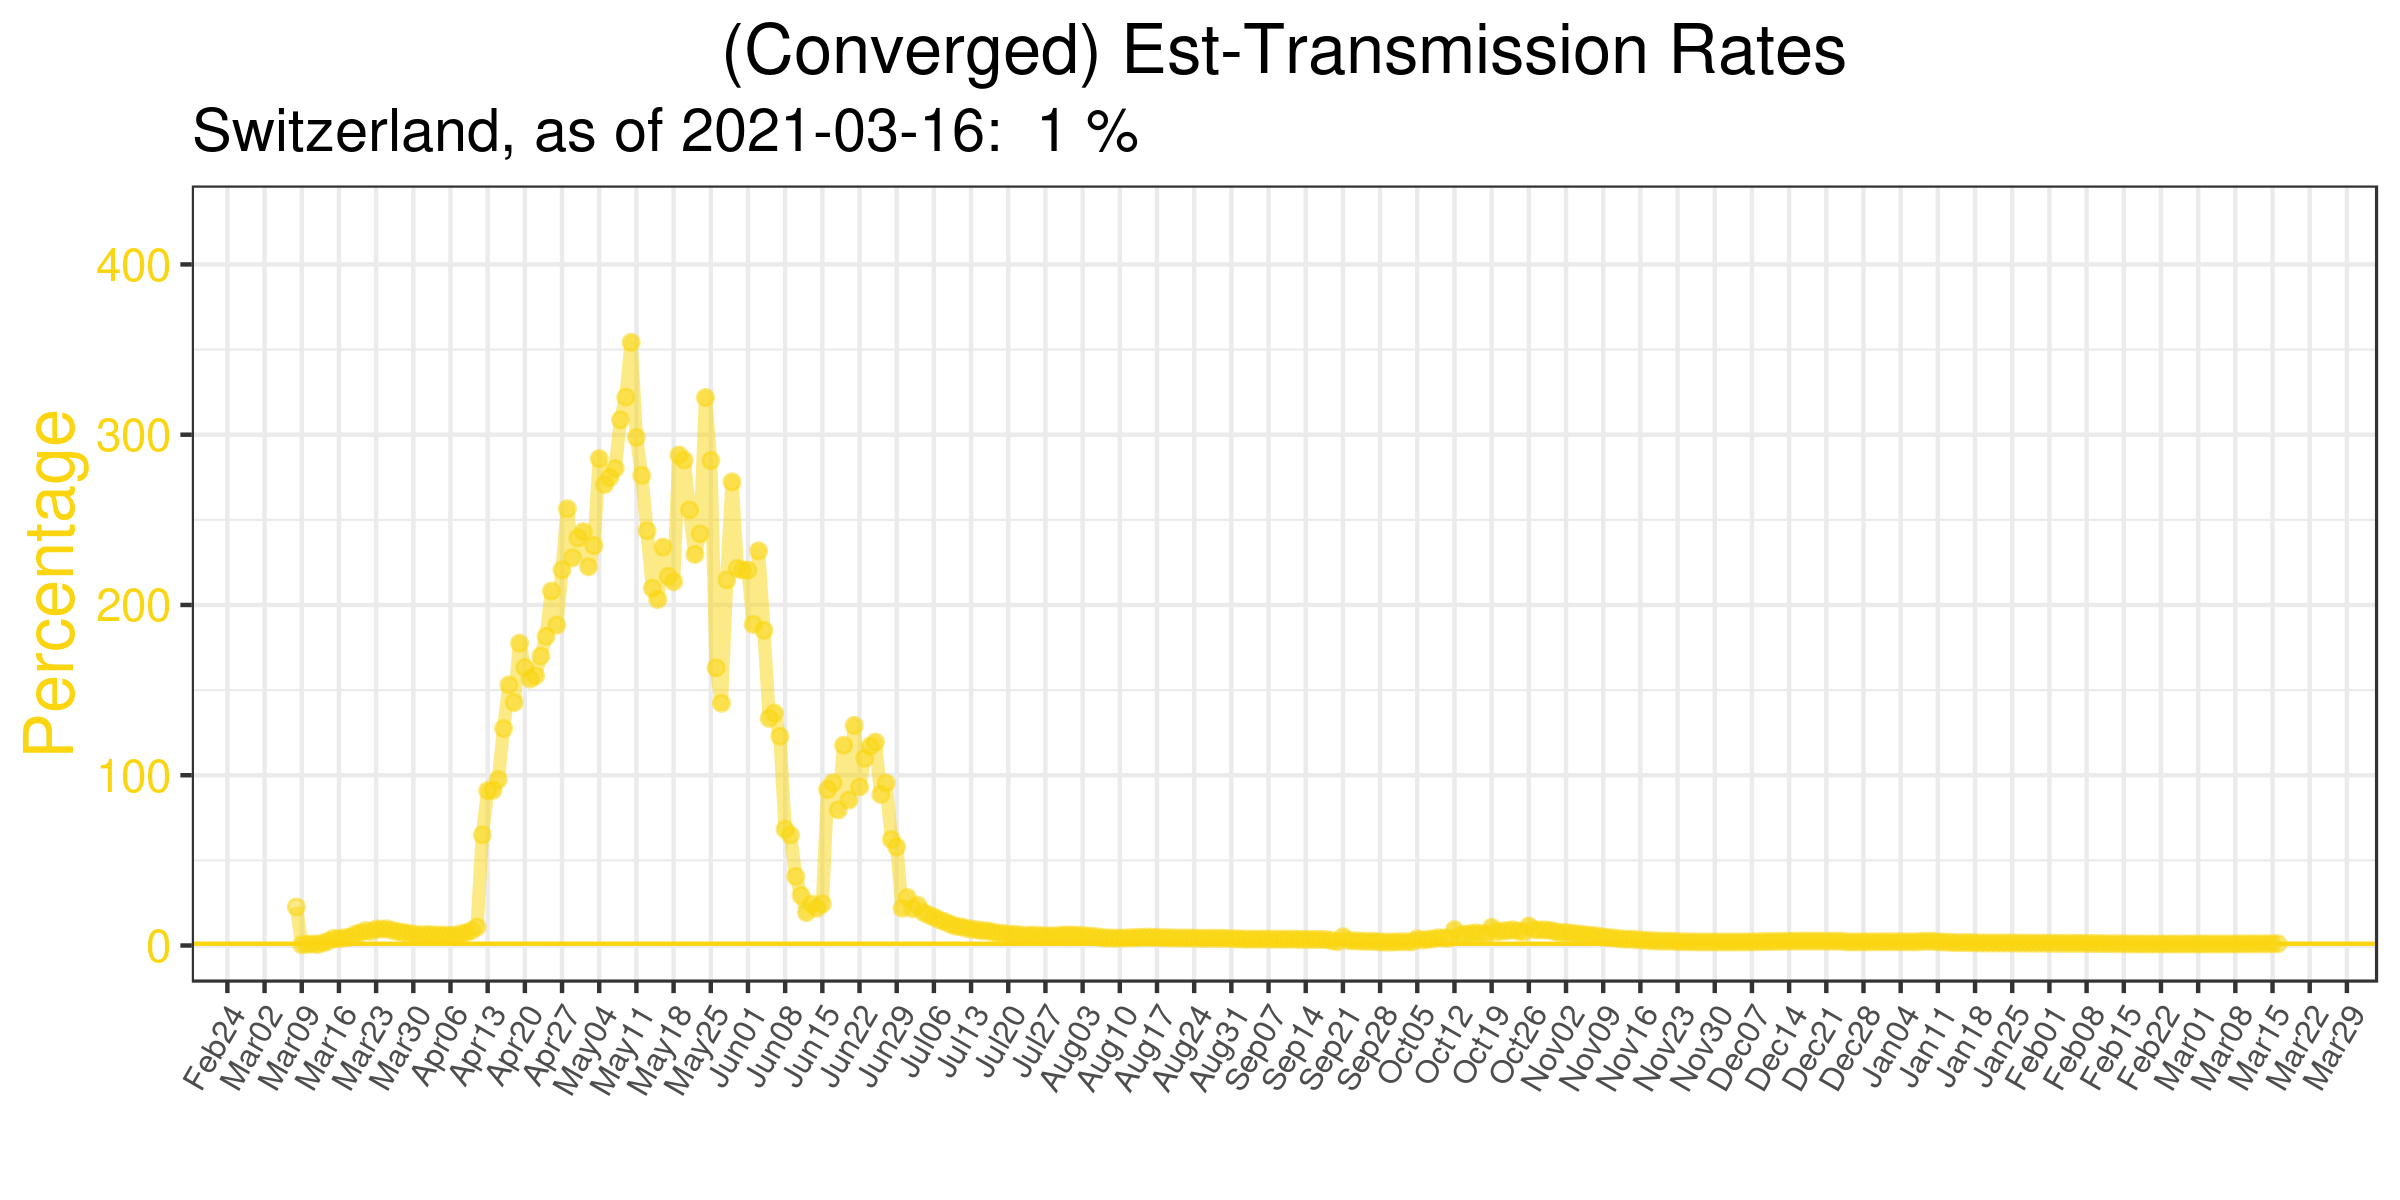 (Converged) Est-Transmission Rates
Switzerland, as of 2021-03-16:  1 %
Percentage
400
300
200
100
0
Feb24
Mar02
Mar09
Mar16
Mar23
Mar30
Apr06
Apr13
Apr20
Apr27
May04
May11
May18
May25
Jun01
Jun08
Jun15
Jun22
Jun29
Jul06
Jul13
Jul20
Jul27
Aug03
Aug10
Aug17
Aug24
Aug31
Sep07
Sep14
Sep21
Sep28
Oct05
Oct12
Oct19
Oct26
Nov02
Nov09
Nov16
Nov23
Nov30
Dec07
Dec14
Dec21
Dec28
Jan04
Jan11
Jan18
Jan25
Feb01
Feb08
Feb15
Feb22
Mar01
Mar08
Mar15
Mar22
Mar29